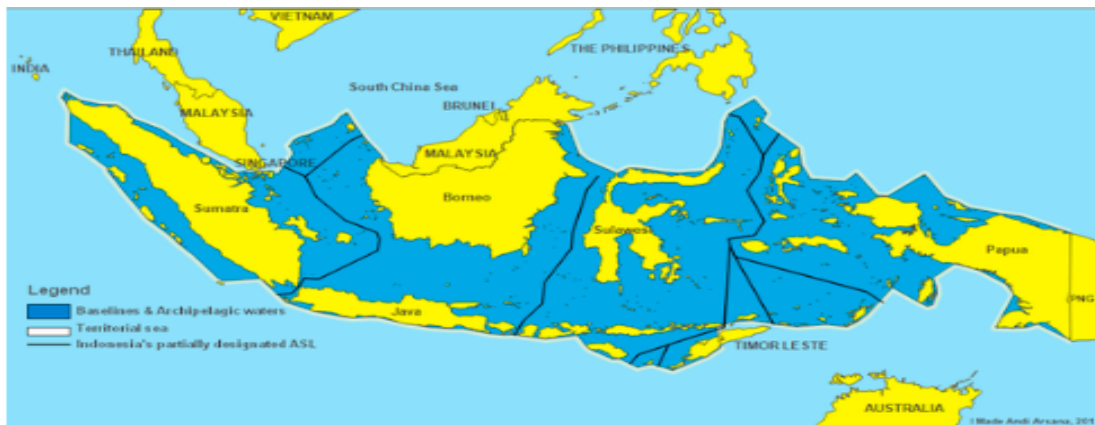 VIETNAM
THAILAND
THE PHILIPPINES
INDIA
South China Sea
BRUNEI
MALAYSIA
MALAYSIA
SINGAPORE
Borneo
Sumatra
Sulawesi
Papua
Legend
Baselines & Archipelagic waters
PNG
Java
Territorial sea
Indonesia's partially designated ASL
TIMOR LESTE
AUSTRALIA
I Made Andi Arsana, 201